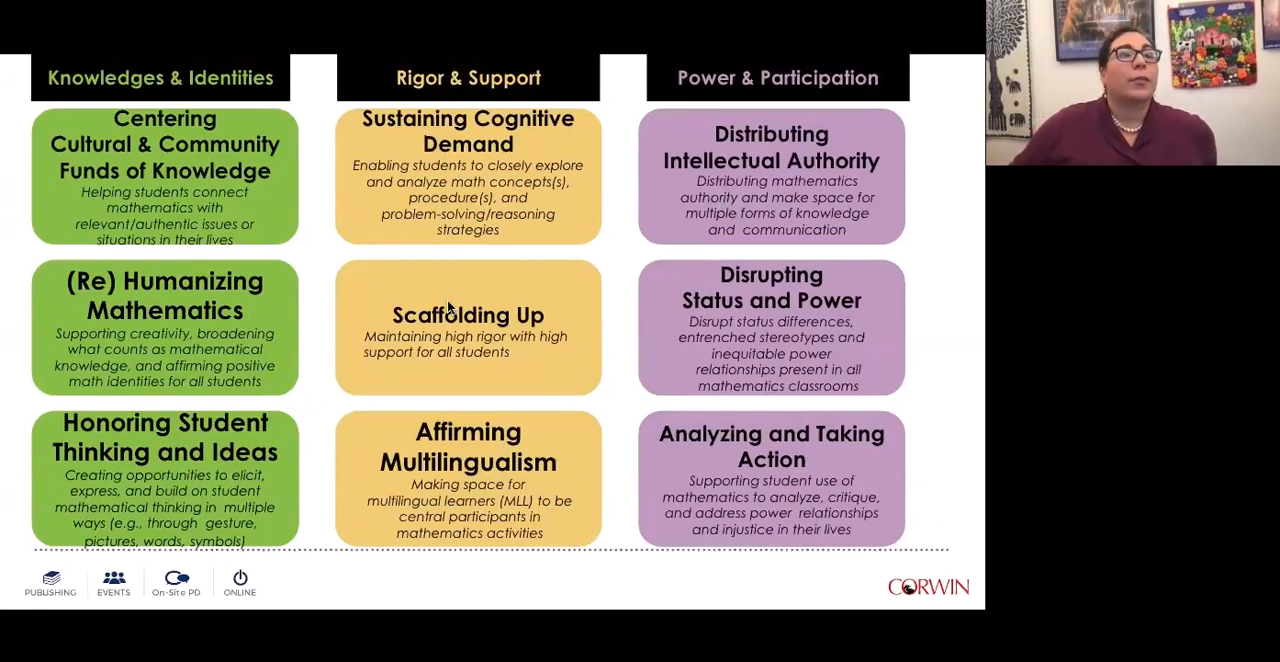 Knowledges & Identities
Centering
Cultural & Community
Funds of Knowledge
Helping students connect
mathematics with
relevant/authentic issues or
situations in their lives
(Re) Humanizing
Mathematics
Supporting creativity, broadening
what counts as mathematical
knowledge, and affirming positive
math identities for all students
Honoring Student
Thinking and Ideas
Creating opportunities to elicit,
express, and build on student
mathematical thinking in multiple
ways (e.g., through gesture,
pictures, words, symbols)
Rigor & Support
Sustaining Cognitive
Demand
Enabling students to closely explore
and analyze math concepts(s),
procedure(s), and
problem-solving/reasoning
strategies
Scaffolding Up
Maintaining high rigor with high
support for all students
Affirming
Multilingualism
Making space for
multilingual learners (MLL) to be
central participants in
mathematics activities
Power & Participation
Distributing
Intellectual Authority
Distributing mathematics
authority and make space for
multiple forms of knowledge
and communication
Disrupting
Status and Power
Disrupt status differences,
entrenched stereotypes and
inequitable power
relationships present in all
mathematics classrooms
Analyzing and Taking
Action
Supporting student use of
mathematics to analyze, critique,
and address power relationships
and injustice in their lives
PUBLISHING
EVENTS
On-Site PD
ONLINE
CORWIN